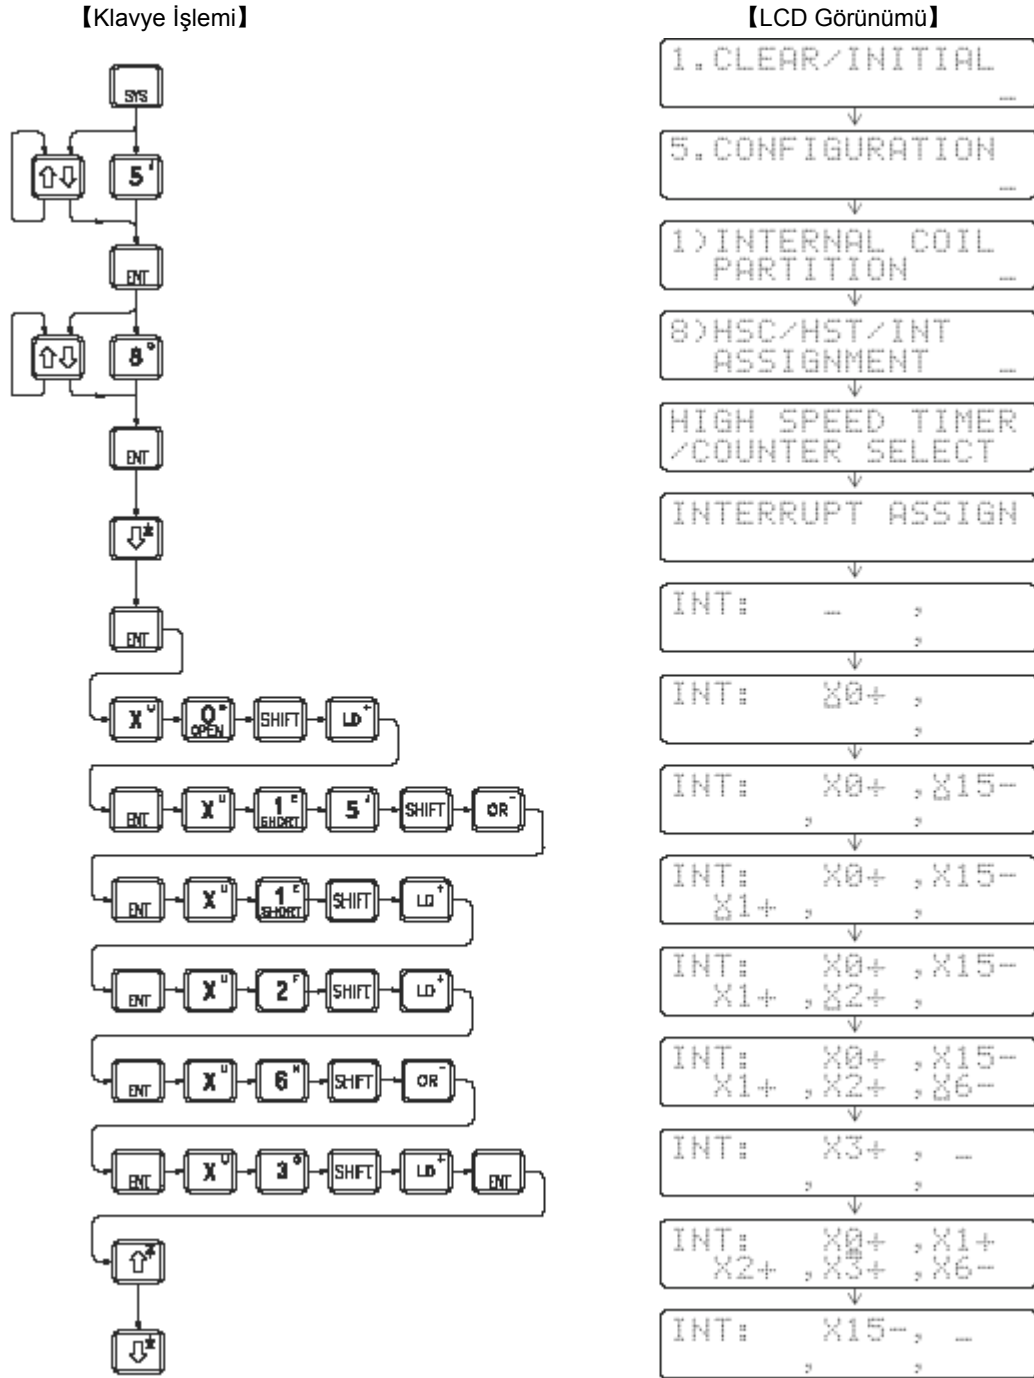 【Klavye İşlemi】
【LCD Görünümü】
SYS
5 J
ENT
8
ENT
ENT
X U 0 OPEN SHIFT LD +
ENT X U 1 E SHORT 5 J SHIFT OR -
ENT X U 1 E SHORT SHIFT LD +
ENT X U 2 F SHIFT LD +
ENT X U 6 SHIFT OR -
ENT X U 3 G SHIFT LD + ENT
1.CLEAR/INITIAL
_
5.CONFIGURATION
_
1)INTERNAL COIL
PARTITION _
8)HSC/HST/INT
ASSIGNMENT _
HIGH SPEED TIMER
/COUNTER SELECT
INTERRUPT ASSIGN
INT: _ ,
,
INT: X0+ ,
,
INT: X0+ ,X15-
, ,
INT: X0+ ,X15-
X1+ , ,
INT: X0+ ,X15-
X1+ ,X2+ ,
INT: X0+ ,X15-
X1+ ,X2+ ,X6-
INT: X3+ , _
, ,
INT: X0+ ,X1+
X2+ ,X3+ ,X6-
INT: X15-, _
, ,